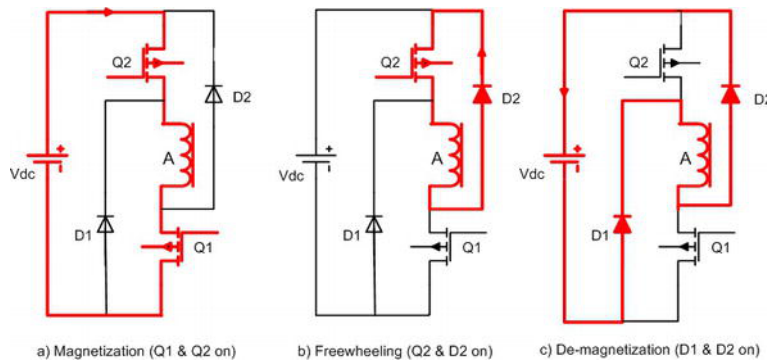 Q2
D2
A
Vdc
+
-
D1
Q1
a) Magnetization (Q1 & Q2 on)
Q2
D2
A
Vdc
+
-
D1
Q1
b) Freewheeling (Q2 & D2 on)
Q2
D2
A
Vdc
+
-
D1
Q1
c) De-magnetization (D1 & D2 on)